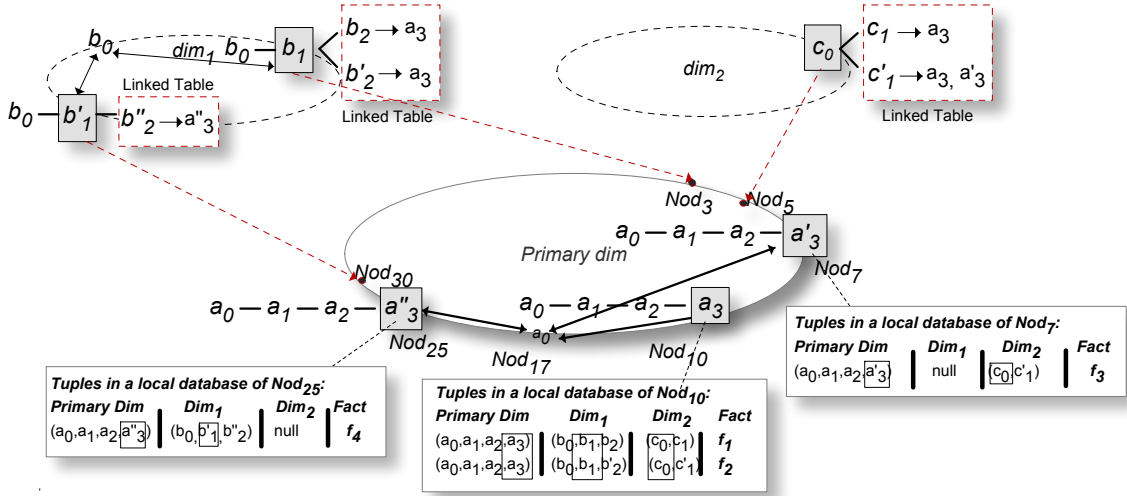 b₀
dim₁
b₀ b₁
b₂ → a₃
b'₂ → a₃
Linked Table
Linked Table
b₀ b'₁ b"₂ → a"₃
dim₂
c₀
c₁ → a₃
c'₁ → a₃, a'₃
Linked Table
Nod₃
Nod₅
a₀ — a₁ — a₂ — a'₃
Nod₇
Primary dim
Nod₃₀
a₀ — a₁ — a₂ — a"₃
Nod₂₅
a₀ — a₁ — a₂ — a₃
a₀
Nod₁₇
Nod₁₀
Tuples in a local database of Nod₇:
Primary Dim Dim₁ Dim₂ Fact
(a₀,a₁,a₂,a'₃) null (c₀,c'₁) f₃
Tuples in a local database of Nod₂₅:
Primary Dim Dim₁ Dim₂ Fact
(a₀,a₁,a₂,a"₃) (b₀,b'₁,b"₂) null f₄
Tuples in a local database of Nod₁₀:
Primary Dim Dim₁ Dim₂ Fact
(a₀,a₁,a₂,a₃) (b₀,b₁,b₂) (c₀,c₁) f₁
(a₀,a₁,a₂,a₃) (b₀,b₁,b'₂) (c₀,c'₁) f₂